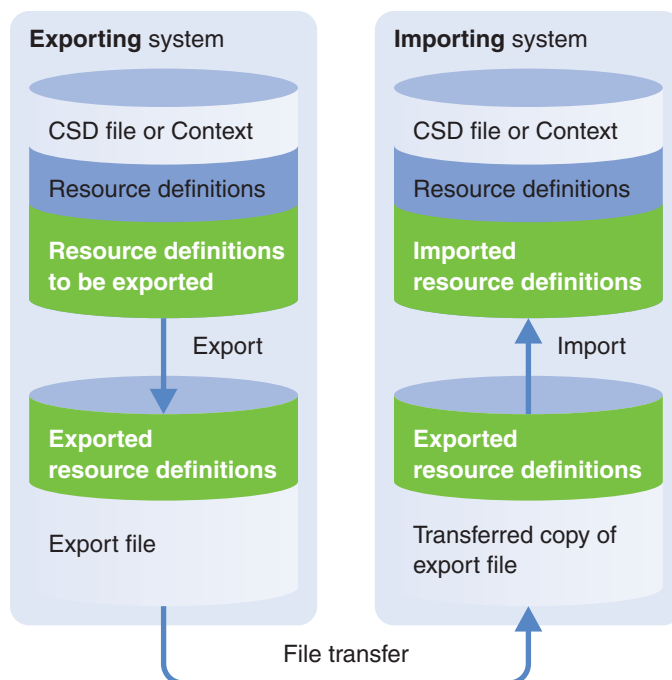 Exporting system
CSD file or Context
Resource definitions
Resource definitions
to be exported
Export
Exported
resource definitions
Export file
Importing system
CSD file or Context
Resource definitions
Imported
resource definitions
Import
Exported
resource definitions
Transferred copy of
export file
File transfer